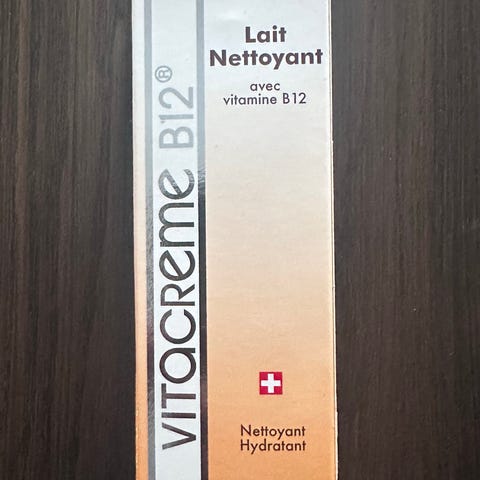 VITACREME B12®
Lait
Nettoyant
avec
vitamine B12
Nettoyant
Hydratant